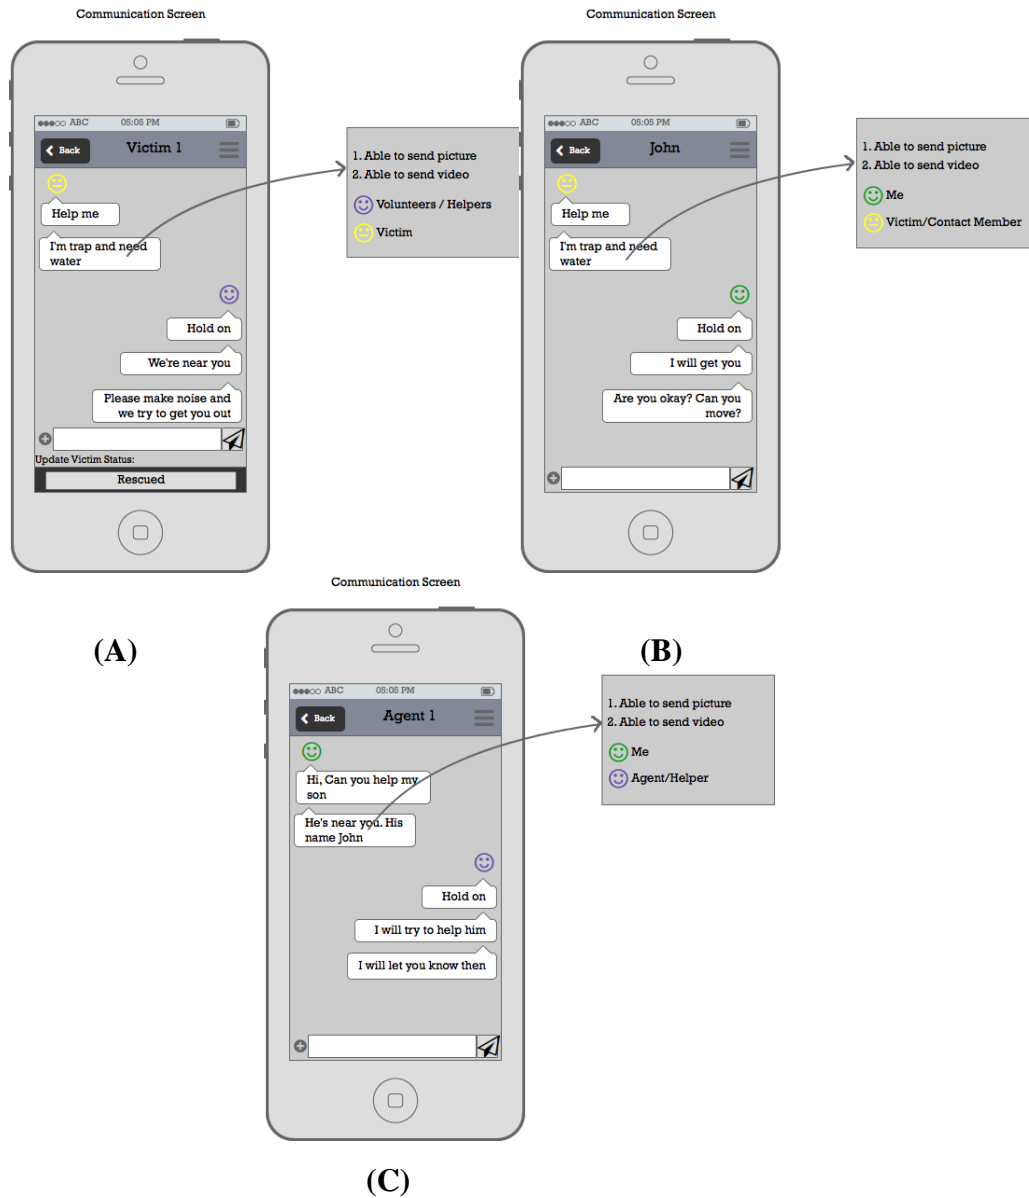 Communication Screen
ABC 05:05 PM
Back Victim 1
Help me
I'm trap and need
water
Hold on
We're near you
Please make noise and
we try to get you out
Update Victim Status:
Rescued
1. Able to send picture
2. Able to send video
Volunteers / Helpers
Victim
(A)
Communication Screen
ABC 05:05 PM
Back John
Help me
I'm trap and need
water
Hold on
I will get you
Are you okay? Can you
move?
1. Able to send picture
2. Able to send video
Me
Victim/Contact Member
(B)
Communication Screen
ABC 05:05 PM
Back Agent 1
Hi, Can you help my
son
He's near you. His
name John
Hold on
I will try to help him
I will let you know then
1. Able to send picture
2. Able to send video
Me
Agent/Helper
(C)